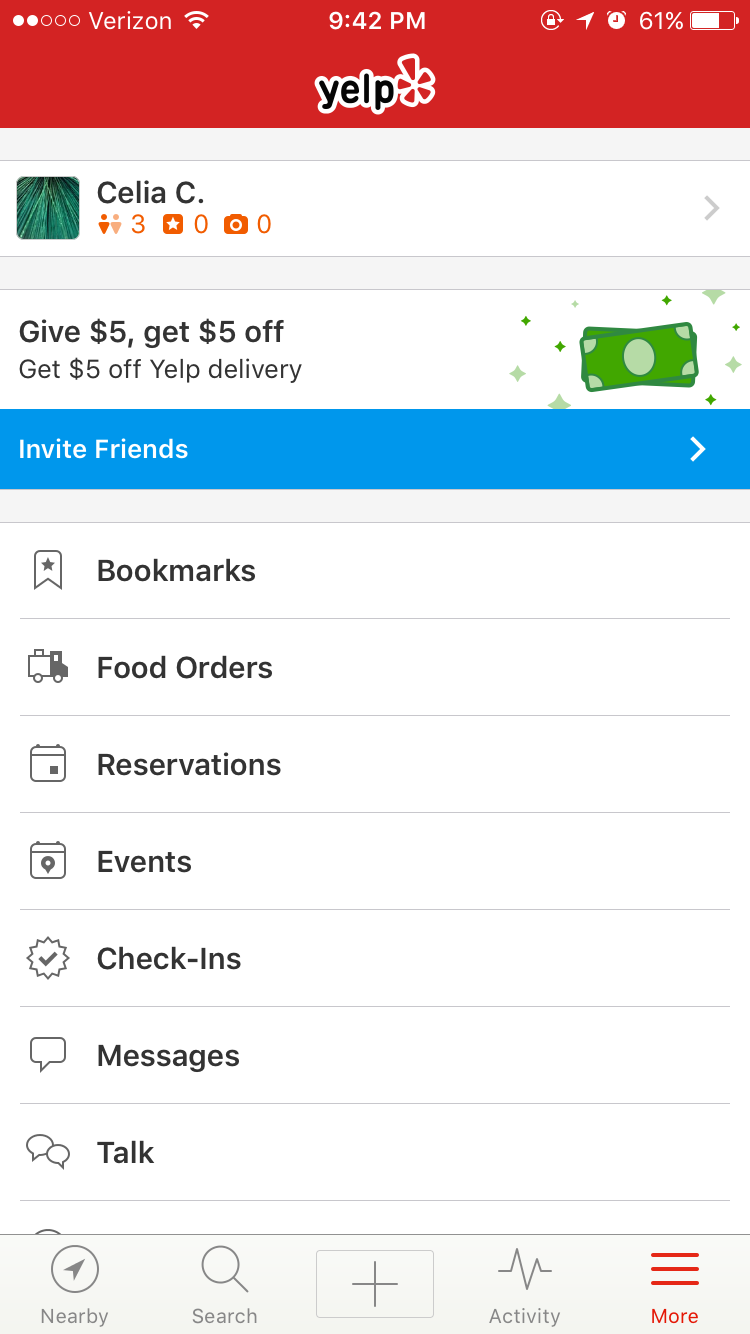 Verizon 9:42 PM 61%
yelp
Celia C.
3 0 0
Give $5, get $5 off
Get $5 off Yelp delivery
Invite Friends
Bookmarks
Food Orders
Reservations
Events
Check-Ins
Messages
Talk
Nearby Search Activity More